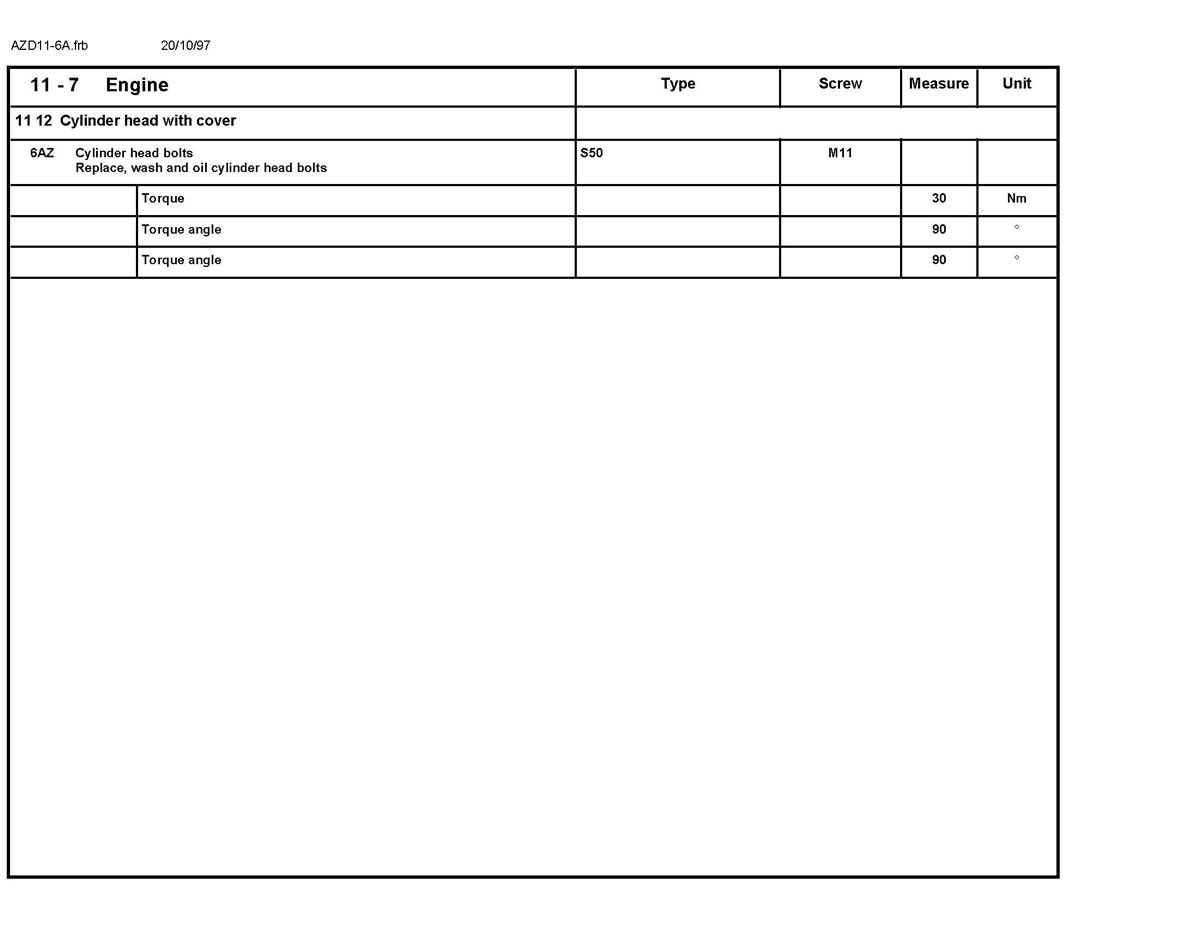 AZD11-6A.frb 20/10/97
11 - 7 Engine Type Screw Measure Unit
11 12 Cylinder head with cover
6AZ Cylinder head bolts S50 M11
Replace, wash and oil cylinder head bolts
Torque 30 Nm
Torque angle 90 °
Torque angle 90 °